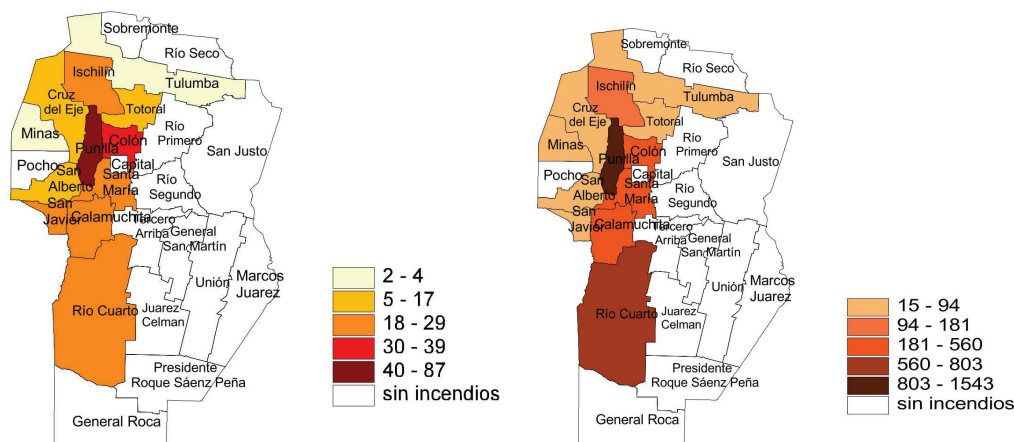 Sobremonte
Río Seco
Ischilín
Tulumba
Cruz
del Eje
Totoral
Minas
Río
Primero
Colón
Punilla
San Justo
Pocho
Capital
San
Alberto
Santa
María
Río
Segundo
San
Javier
Calamuchita
Tercero
Arriba
General
San Martín
Marcos
Juarez
Unión
Río Cuarto
Juarez
Celman
Presidente
Roque Sáenz Peña
General Roca
2 - 4
5 - 17
18 - 29
30 - 39
40 - 87
sin incendios
Sobremonte
Río Seco
Ischilín
Tulumba
Cruz
del Eje
Totoral
Minas
Río
Primero
Colón
Punilla
San Justo
Pocho
Capital
San
Alberto
Santa
María
Río
Segundo
San
Javier
Calamuchita
Tercero
Arriba
General
San Martín
Marcos
Juarez
Unión
Río Cuarto
Juarez
Celman
Presidente
Roque Sáenz Peña
General Roca
15 - 94
94 - 181
181 - 560
560 - 803
803 - 1543
sin incendios